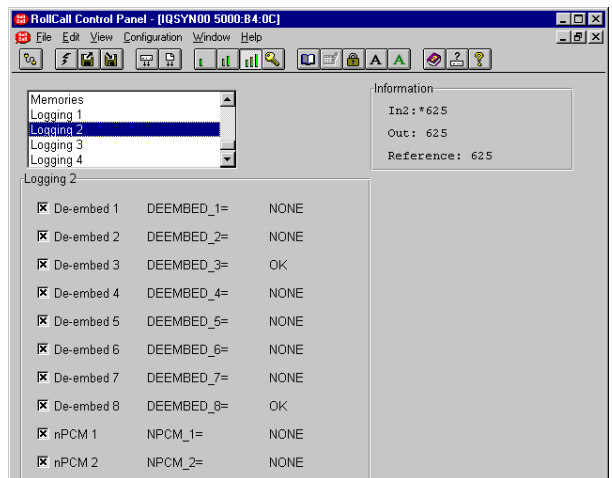 RollCall Control Panel - [IQSYN00 5000:B4:0C]
File Edit View Configuration Window Help
A A ?
Memories
Logging 1
Logging 2
Logging 3
Logging 4
Information
In2:*625
Out: 625
Reference: 625
Logging 2
De-embed 1 DEEMBED_1= NONE
De-embed 2 DEEMBED_2= NONE
De-embed 3 DEEMBED_3= OK
De-embed 4 DEEMBED_4= NONE
De-embed 5 DEEMBED_5= NONE
De-embed 6 DEEMBED_6= NONE
De-embed 7 DEEMBED_7= NONE
De-embed 8 DEEMBED_8= OK
nPCM 1 NPCM_1= NONE
nPCM 2 NPCM_2= NONE